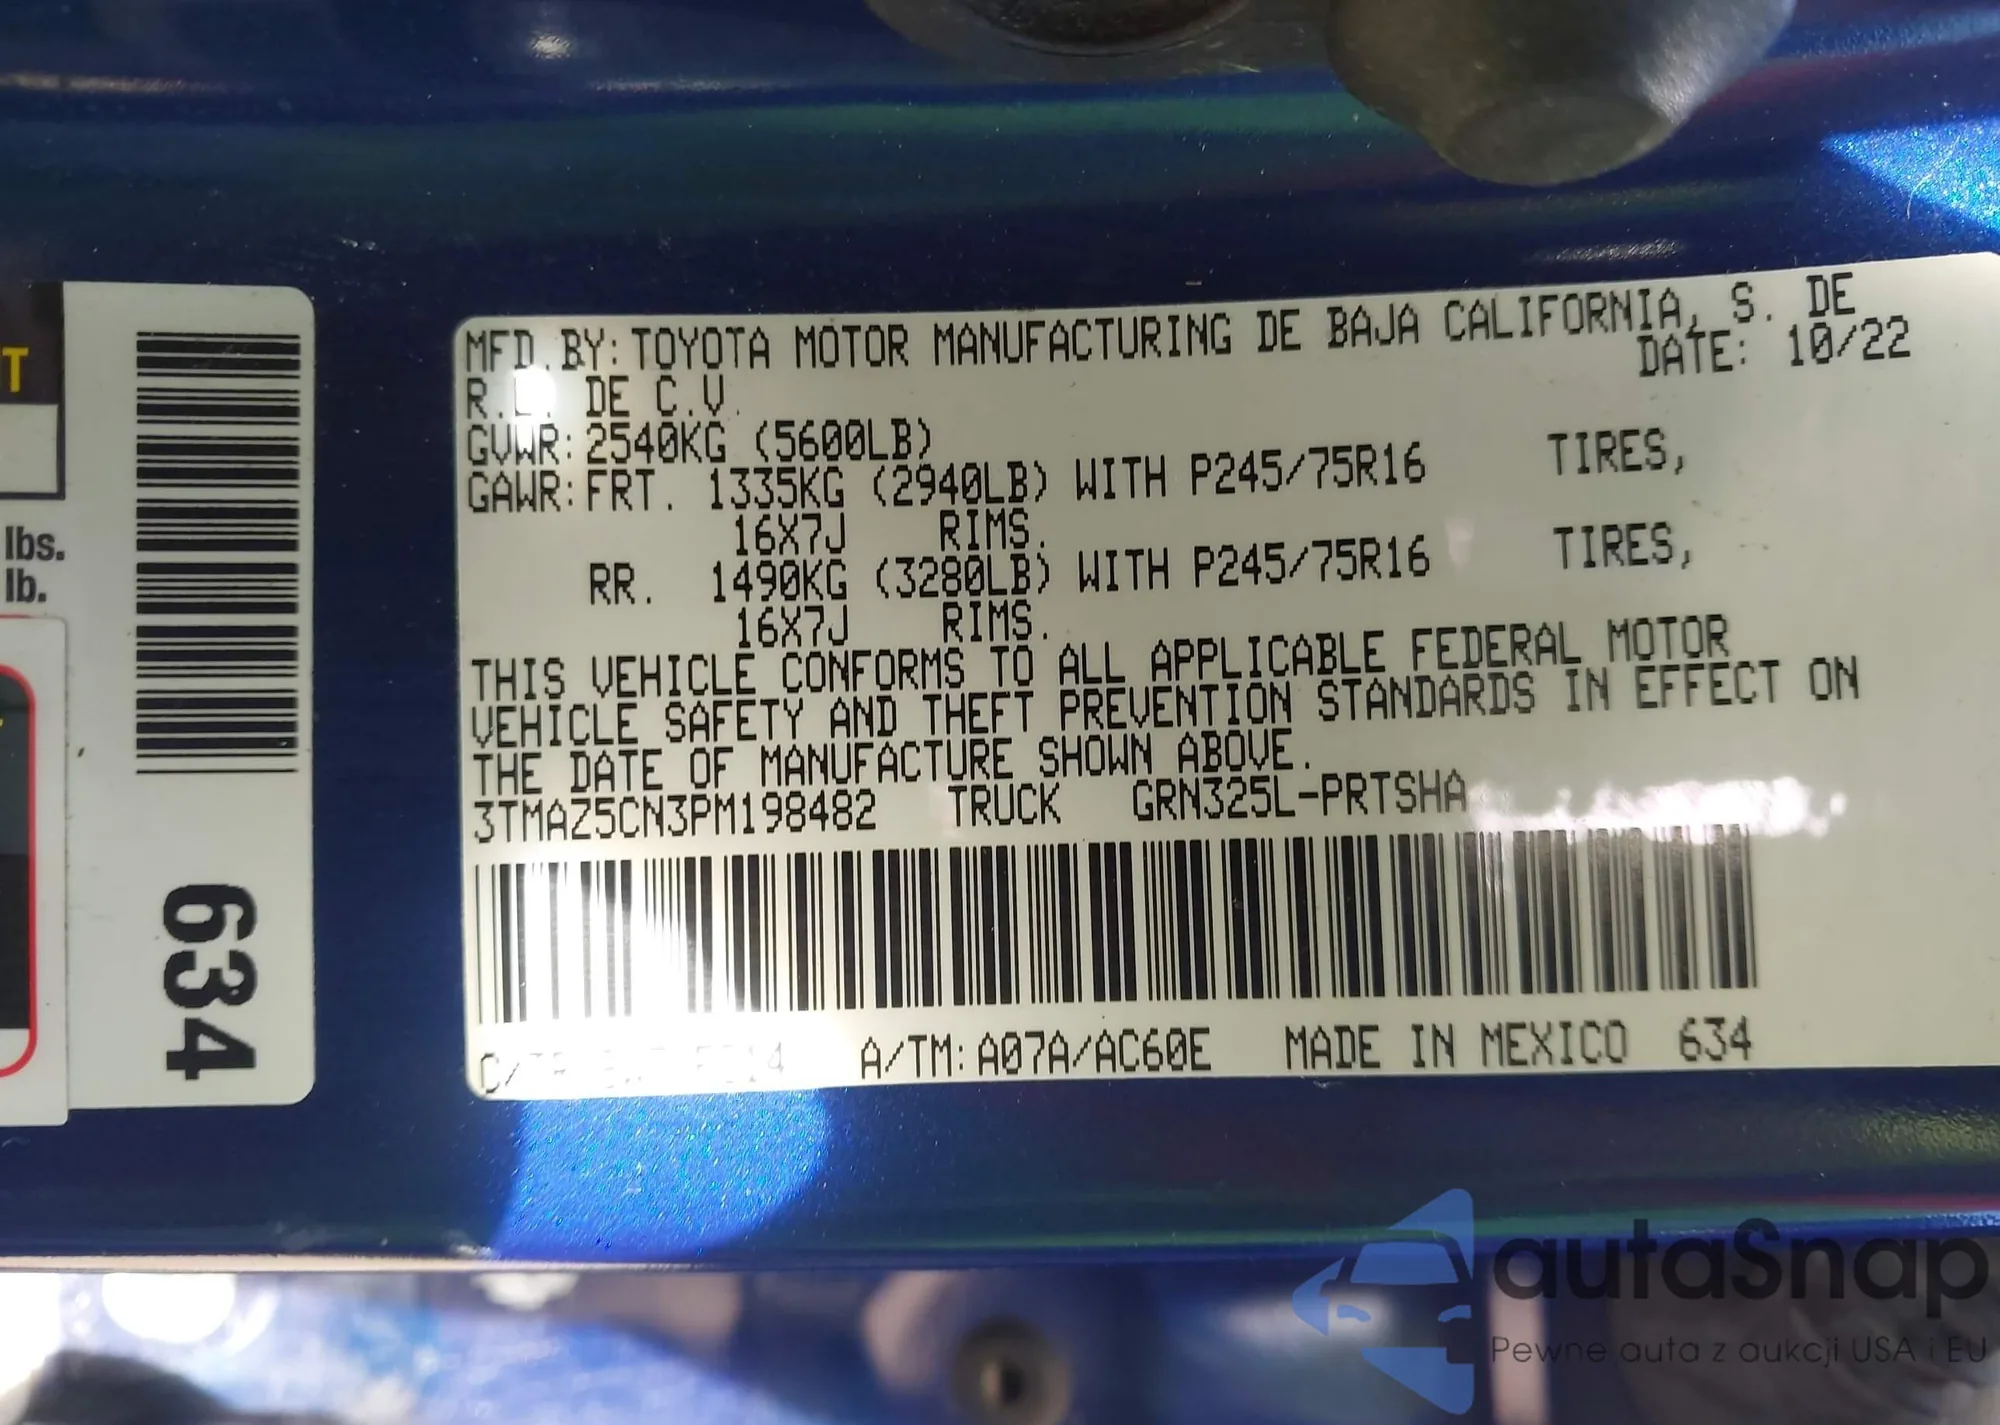 T
lbs.
lb.
634
MFD.BY: TOYOTA MOTOR MANUFACTURING DE BAJA CALIFORNIA, S. DE
R.L. DE C.V.
DATE: 10/22
GVWR: 2540KG (5600LB)
GAWR: FRT. 1335KG (2940LB) WITH P245/75R16 TIRES,
16X7J RIMS.
RR. 1490KG (3280LB) WITH P245/75R16 TIRES,
16X7J RIMS.
THIS VEHICLE CONFORMS TO ALL APPLICABLE FEDERAL MOTOR
VEHICLE SAFETY AND THEFT PREVENTION STANDARDS IN EFFECT ON
THE DATE OF MANUFACTURE SHOWN ABOVE.
3TMAZ5CN3PM198482 TRUCK GRN325L-PRTSHA
A/TM: A07A/AC60E MADE IN MEXICO 634
autaSnap
Pewne auta z aukcji USA i EU